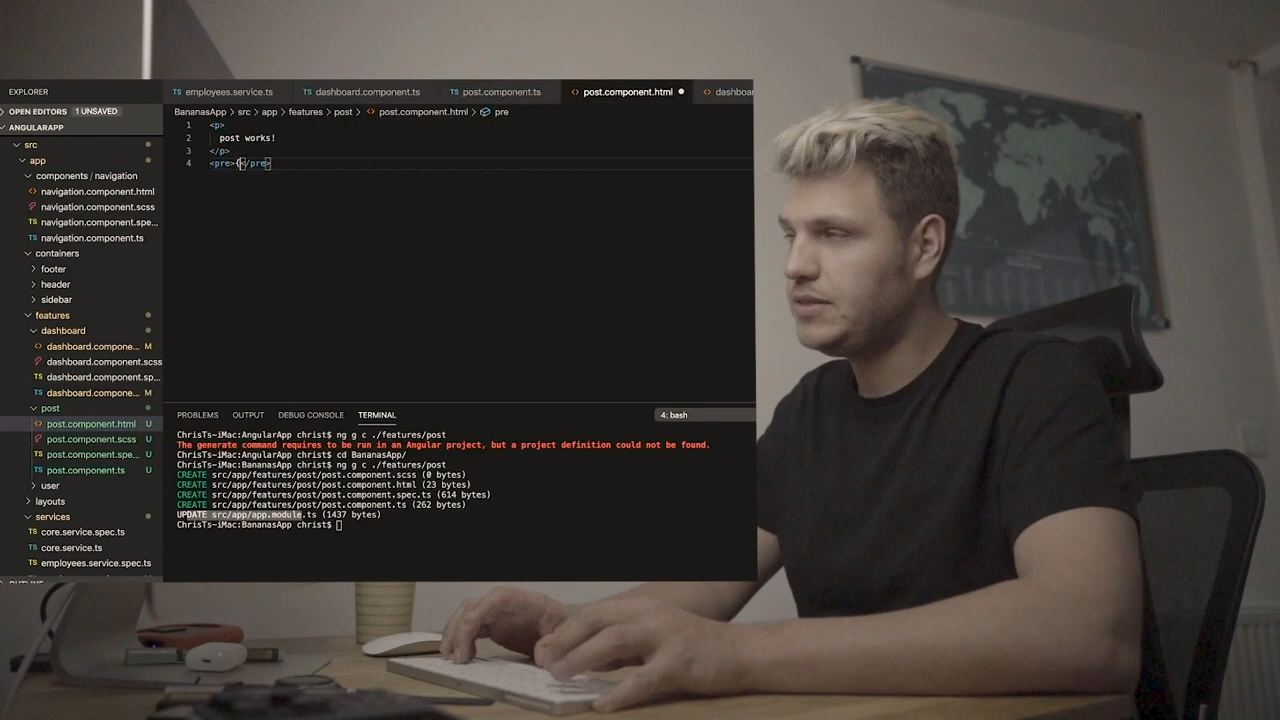 EXPLORER
OPEN EDITORS 1 UNSAVED
ANGULARAPP
src
app
components / navigation
navigation.component.html
navigation.component.scss
navigation.component.spe...
navigation.component.ts
containers
footer
header
sidebar
features
dashboard
dashboard.compone... M
dashboard.component.scss
dashboard.component.sp...
dashboard.compone... M
post
post.component.html U
post.component.scss U
post.component.spe... U
post.component.ts U
user
layouts
services
core.service.spec.ts
core.service.ts
employees.service.spec.ts
TS employees.service.ts TS dashboard.component.ts TS post.component.ts <> post.component.html <> dashboa
BananasApp > src > app > features > post > <> post.component.html > pre
1 <p>
2 post works!
3 </p>
4 <pre>{</pre>
PROBLEMS OUTPUT DEBUG CONSOLE TERMINAL 4: bash
ChrisTs-iMac:AngularApp christ$ ng g c ./features/post
The generate command requires to be run in an Angular project, but a project definition could not be found.
ChrisTs-iMac:AngularApp christ$ cd BananasApp/
ChrisTs-iMac:BananasApp christ$ ng g c ./features/post
CREATE src/app/features/post/post.component.scss (0 bytes)
CREATE src/app/features/post/post.component.html (23 bytes)
CREATE src/app/features/post/post.component.spec.ts (614 bytes)
CREATE src/app/features/post/post.component.ts (262 bytes)
UPDATE src/app/app.module.ts (1437 bytes)
ChrisTs-iMac:BananasApp christ$